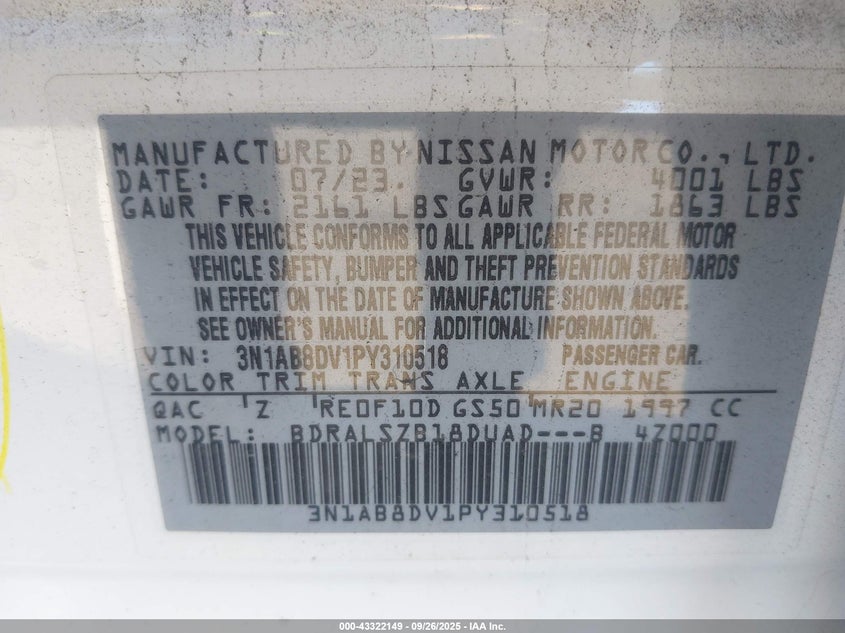 MANUFACTURED BY NISSAN MOTOR CO., LTD.
DATE: 07/23. GVWR: 4001 LBS
GAWR FR: 2161 LBS GAWR RR: 1863 LBS
THIS VEHICLE CONFORMS TO ALL APPLICABLE FEDERAL MOTOR
VEHICLE SAFETY, BUMPER AND THEFT PREVENTION STANDARDS
IN EFFECT ON THE DATE OF MANUFACTURE SHOWN ABOVE.
SEE OWNER'S MANUAL FOR ADDITIONAL INFORMATION.
VIN: 3N1AB8DV1PY310518 PASSENGER CAR.
COLOR TRIM TRANS AXLE ENGINE
QAC Z RE0F10D GS50 MR20 1997 CC
MODEL: BDRALSZB18DUAD---B 4Z000
3N1AB8DV1PY310518
000-43322149 - 09/26/2025 - IAA Inc.